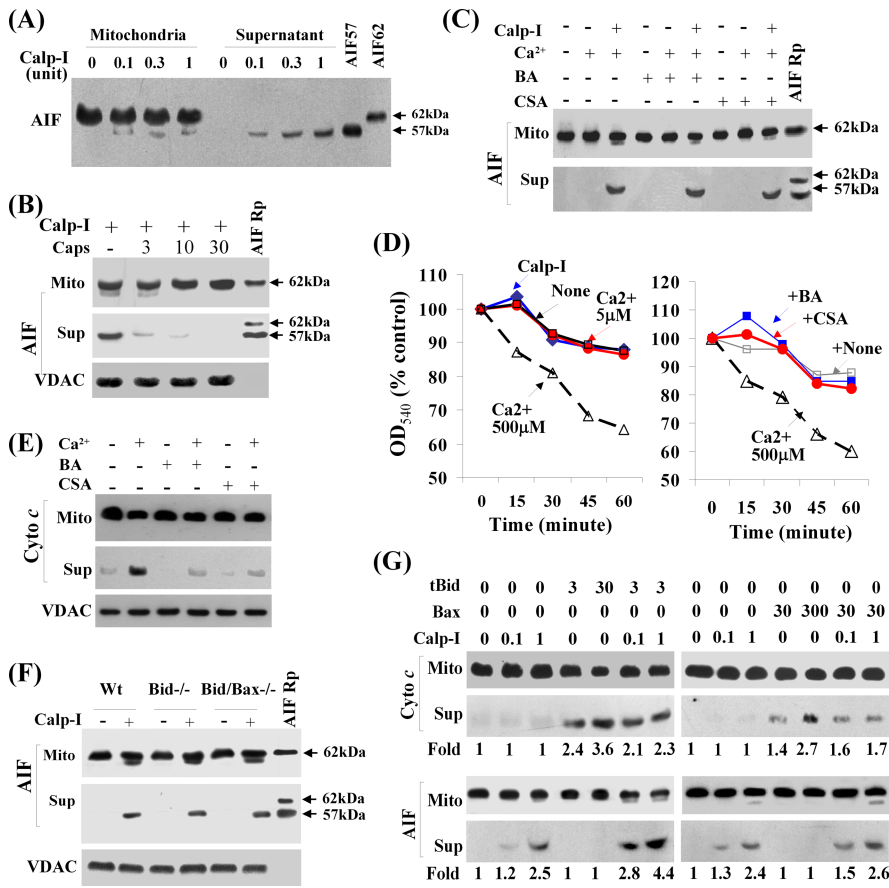 (A)
Mitochondria Supernatant AIF57 AIF62
Calp-I (unit) 0 0.1 0.3 1 0 0.1 0.3 1
AIF
62kDa
57kDa
(B)
Calp-I + + + + AIF Rp
Caps - 3 10 30
AIF
Mito 62kDa
Sup 62kDa
57kDa
VDAC
(C)
Calp-I - - + - - + - - +
Ca²⁺ - + + - + + - + +
BA - - - + + + - - -
CSA - - - - - - + + +
AIF Rp
AIF
Mito 62kDa
Sup 62kDa
57kDa
(D)
OD540 (% control)
110
100
90
80
70
60
50
Calp-I
None
Ca2+ 5μM
Ca2+ 500μM
0 15 30 45 60
Time (minute)
120
110
100
90
80
70
60
50
+BA
+CSA
+None
Ca2+ 500μM
0 15 30 45 60
Time (minute)
(E)
Ca²⁺ - + - + - +
BA - - + + - -
CSA - - - - + +
Cyto c
Mito
Sup
VDAC
(F)
Wt Bid-/- Bid/Bax-/- AIF Rp
Calp-I - + - + - +
AIF
Mito 62kDa
Sup 62kDa
57kDa
VDAC
(G)
tBid 0 0 0 3 30 3 3 0 0 0 0 0 0 0
Bax 0 0 0 0 0 0 0 0 0 0 30 300 30 30
Calp-I 0 0.1 1 0 0 0.1 1 0 0.1 1 0 0 0.1 1
Cyto c
Mito
Sup
Fold 1 1 1 2.4 3.6 2.1 2.3 1 1 1 1.4 2.7 1.6 1.7
AIF
Mito
Sup
Fold 1 1.2 2.5 1 1 2.8 4.4 1 1.3 2.4 1 1 1.5 2.6